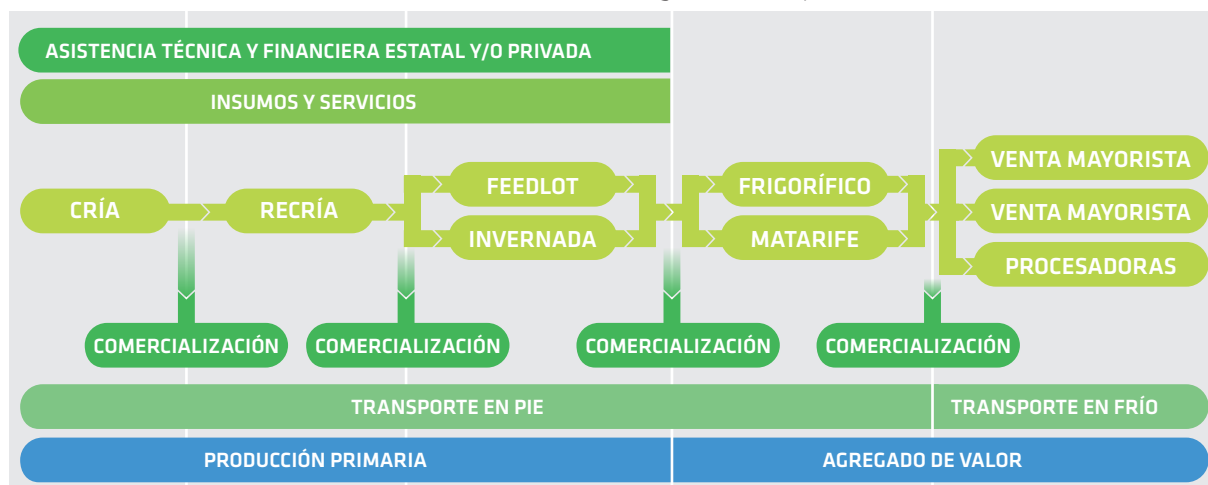 ASISTENCIA TÉCNICA Y FINANCIERA ESTATAL Y/O PRIVADA
INSUMOS Y SERVICIOS
CRÍA
RECRÍA
FEEDLOT
INVERNADA
FRIGORÍFICO
MATARIFE
VENTA MAYORISTA
VENTA MAYORISTA
PROCESADORAS
COMERCIALIZACIÓN
COMERCIALIZACIÓN
COMERCIALIZACIÓN
COMERCIALIZACIÓN
TRANSPORTE EN PIE
TRANSPORTE EN FRÍO
PRODUCCIÓN PRIMARIA
AGREGADO DE VALOR